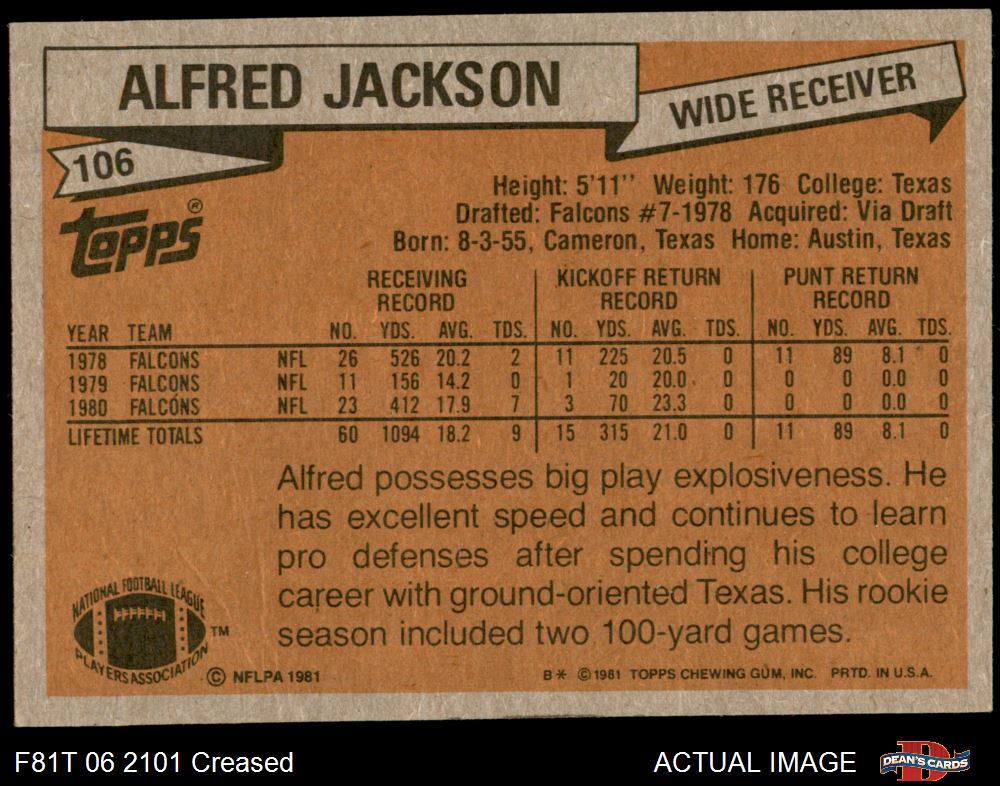 ALFRED JACKSON
WIDE RECEIVER
106
topps®
Height: 5'11'' Weight: 176 College: Texas
Drafted: Falcons #7-1978 Acquired: Via Draft
Born: 8-3-55, Cameron, Texas Home: Austin, Texas
RECEIVING RECORD KICKOFF RETURN RECORD PUNT RETURN RECORD
YEAR TEAM NO. YDS. AVG. TDS. NO. YDS. AVG. TDS. NO. YDS. AVG. TDS.
1978 FALCONS NFL 26 526 20.2 2 11 225 20.5 0 11 89 8.1 0
1979 FALCONS NFL 11 156 14.2 0 1 20 20.0 0 0 0 0.0 0
1980 FALCONS NFL 23 412 17.9 7 3 70 23.3 0 0 0 0.0 0
LIFETIME TOTALS 60 1094 18.2 9 15 315 21.0 0 11 89 8.1 0
Alfred possesses big play explosiveness. He
has excellent speed and continues to learn
pro defenses after spending his college
career with ground-oriented Texas. His rookie
season included two 100-yard games.
NATIONAL FOOTBALL LEAGUE
PLAYERS ASSOCIATION ™
© NFLPA 1981
B* ©1981 TOPPS CHEWING GUM, INC. PRTD. IN U.S.A.
F81T 06 2101 Creased
ACTUAL IMAGE
DEAN'S CARDS